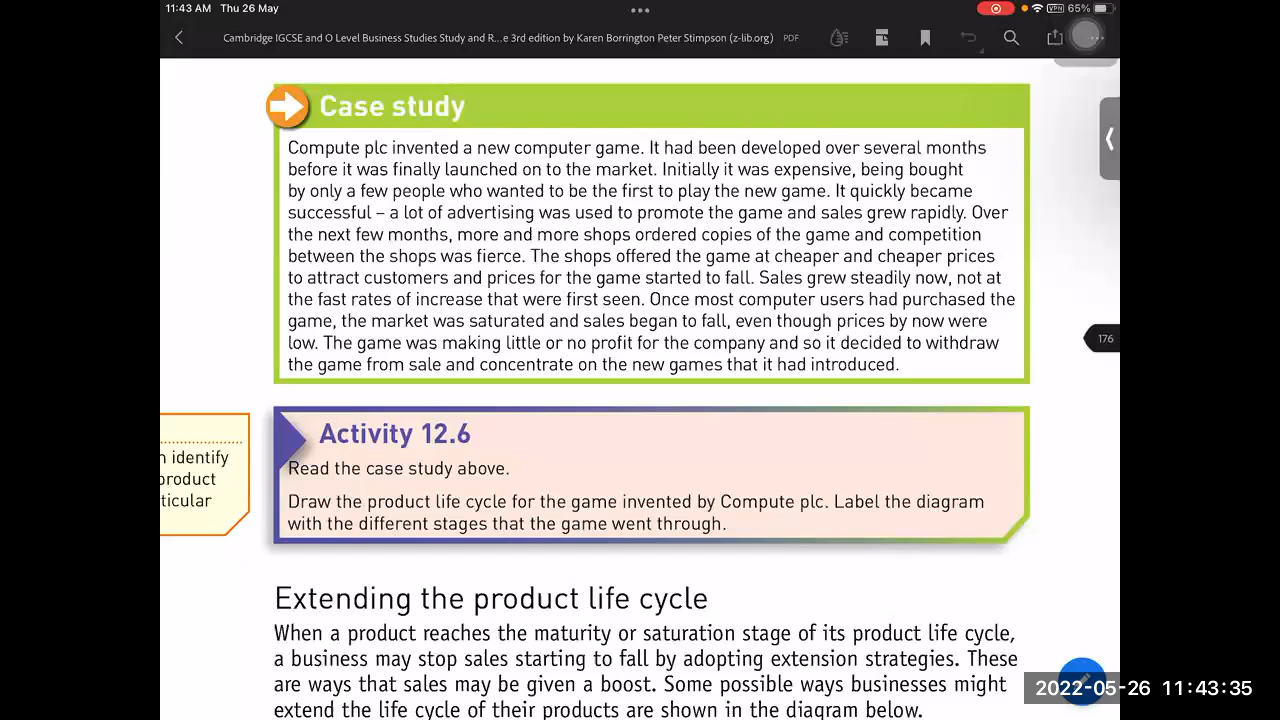 11:43 AM Thu 26 May
65%
Cambridge IGCSE and O Level Business Studies Study and R...e 3rd edition by Karen Borrington Peter Stimpson (z-lib.org) PDF
Case study
Compute plc invented a new computer game. It had been developed over several months
before it was finally launched on to the market. Initially it was expensive, being bought
by only a few people who wanted to be the first to play the new game. It quickly became
successful – a lot of advertising was used to promote the game and sales grew rapidly. Over
the next few months, more and more shops ordered copies of the game and competition
between the shops was fierce. The shops offered the game at cheaper and cheaper prices
to attract customers and prices for the game started to fall. Sales grew steadily now, not at
the fast rates of increase that were first seen. Once most computer users had purchased the
game, the market was saturated and sales began to fall, even though prices by now were
low. The game was making little or no profit for the company and so it decided to withdraw
the game from sale and concentrate on the new games that it had introduced.
176
Activity 12.6
Read the case study above.
Draw the product life cycle for the game invented by Compute plc. Label the diagram
with the different stages that the game went through.
n identify
product
ticular
Extending the product life cycle
When a product reaches the maturity or saturation stage of its product life cycle,
a business may stop sales starting to fall by adopting extension strategies. These
are ways that sales may be given a boost. Some possible ways businesses might
extend the life cycle of their products are shown in the diagram below.
2022-05-26 11:43:35